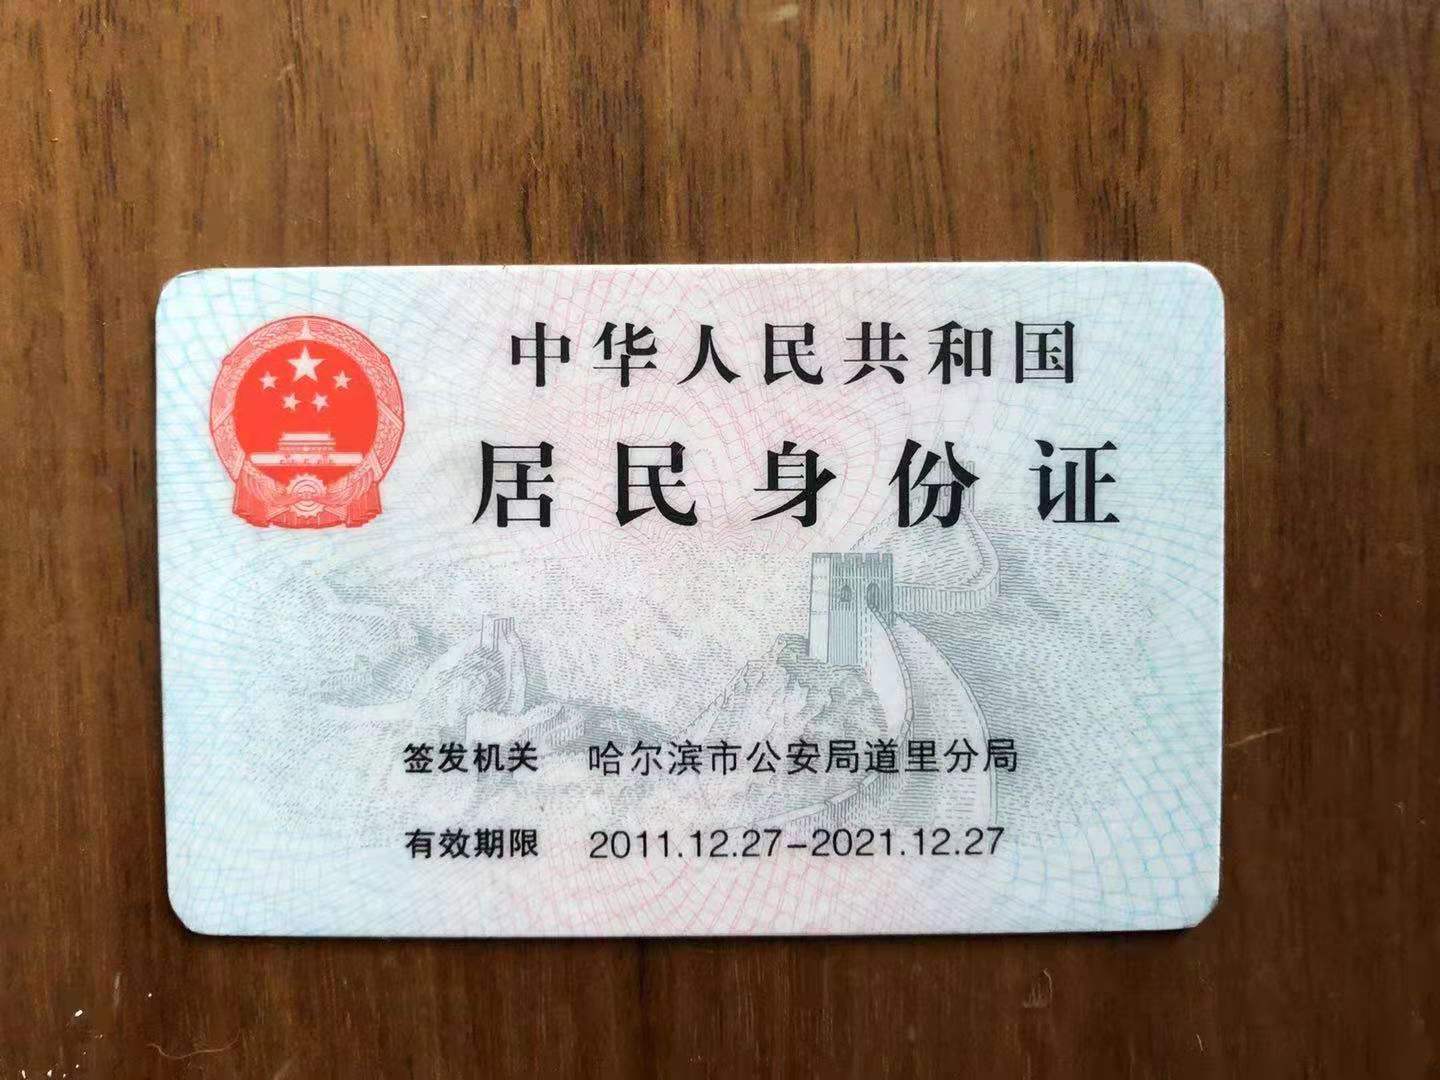 中华人民共和国
居民身份证
签发机关 哈尔滨市公安局道里分局
有效期限 2011.12.27-2021.12.27